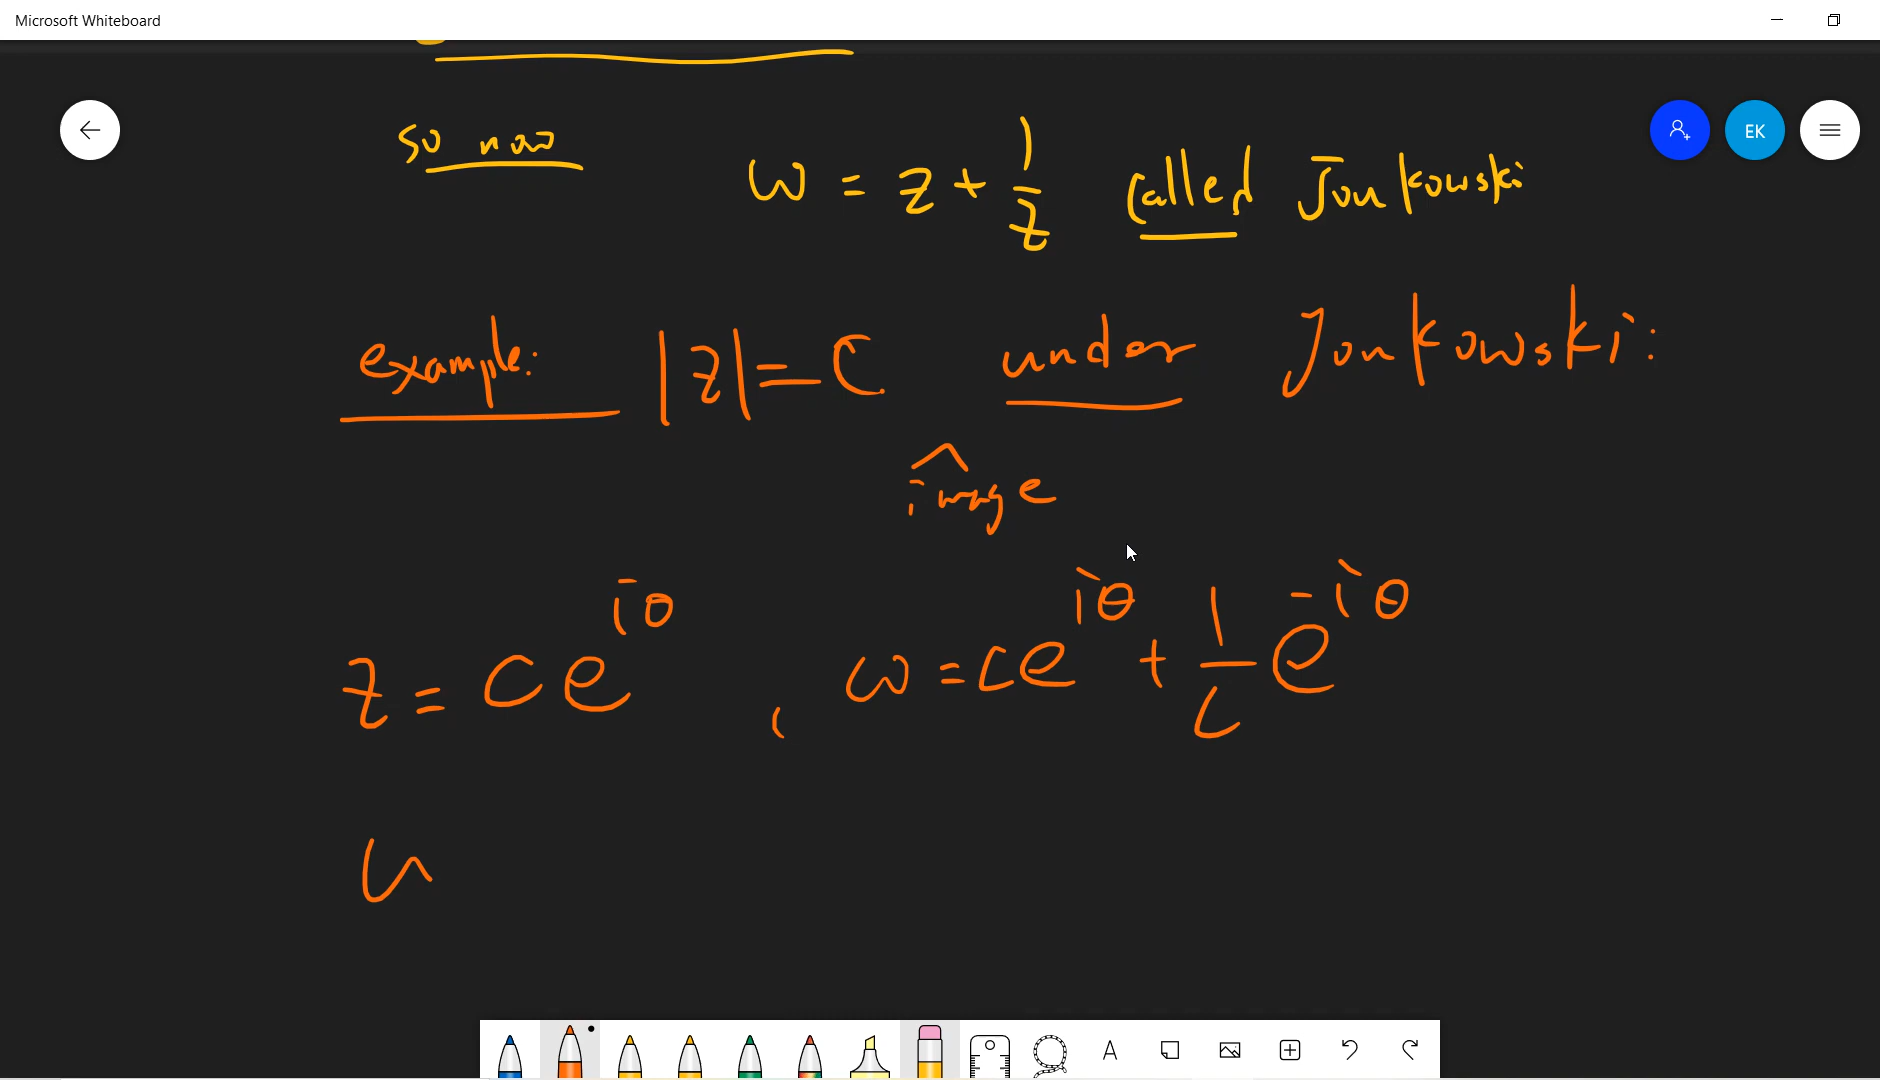 Microsoft Whiteboard
EK
so now w = z + 1/z called Joukowski
example: |z| = C under Joukowski:
image
z = ce^{iθ} , w = ce^{iθ} + 1/c e^{-iθ}
u
A